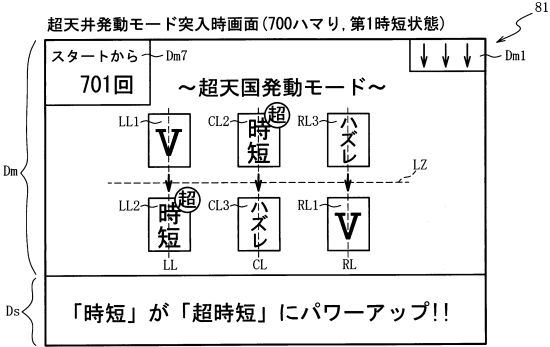 超天井発動モード突入時画面(700ハマり,第1時短状態)
81
スタートから
701回
Dm7
Dm1
～超天国発動モード～
LL1
V
CL2
超
時短
RL3
ハズレ
Dm
LZ
LL2
超
時短
CL3
ハズレ
RL1
V
LL
CL
RL
Ds
「時短」が「超時短」にパワーアップ!!